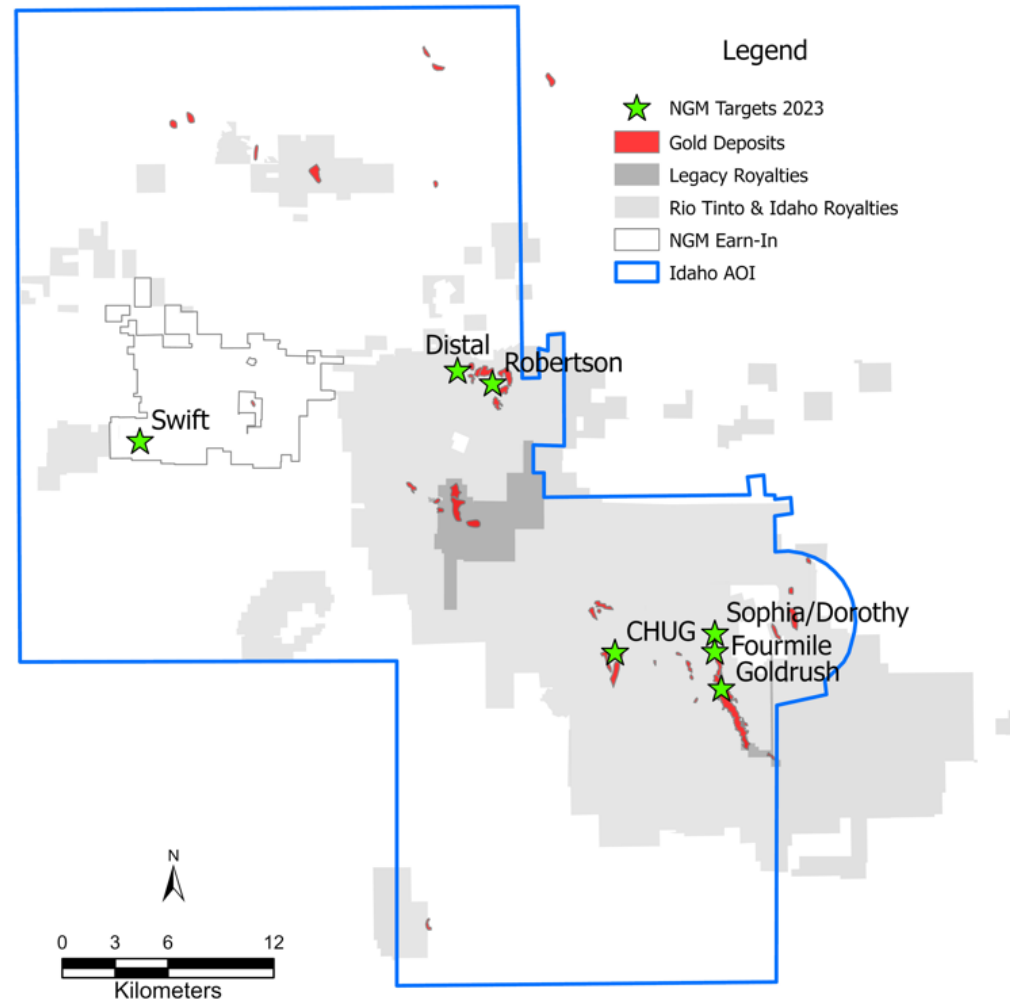 Legend
NGM Targets 2023
Gold Deposits
Legacy Royalties
Rio Tinto & Idaho Royalties
NGM Earn-In
Idaho AOI
Distal
Robertson
Swift
Sophia/Dorothy
CHUG
Fourmile
Goldrush
N
0 3 6 12
Kilometers